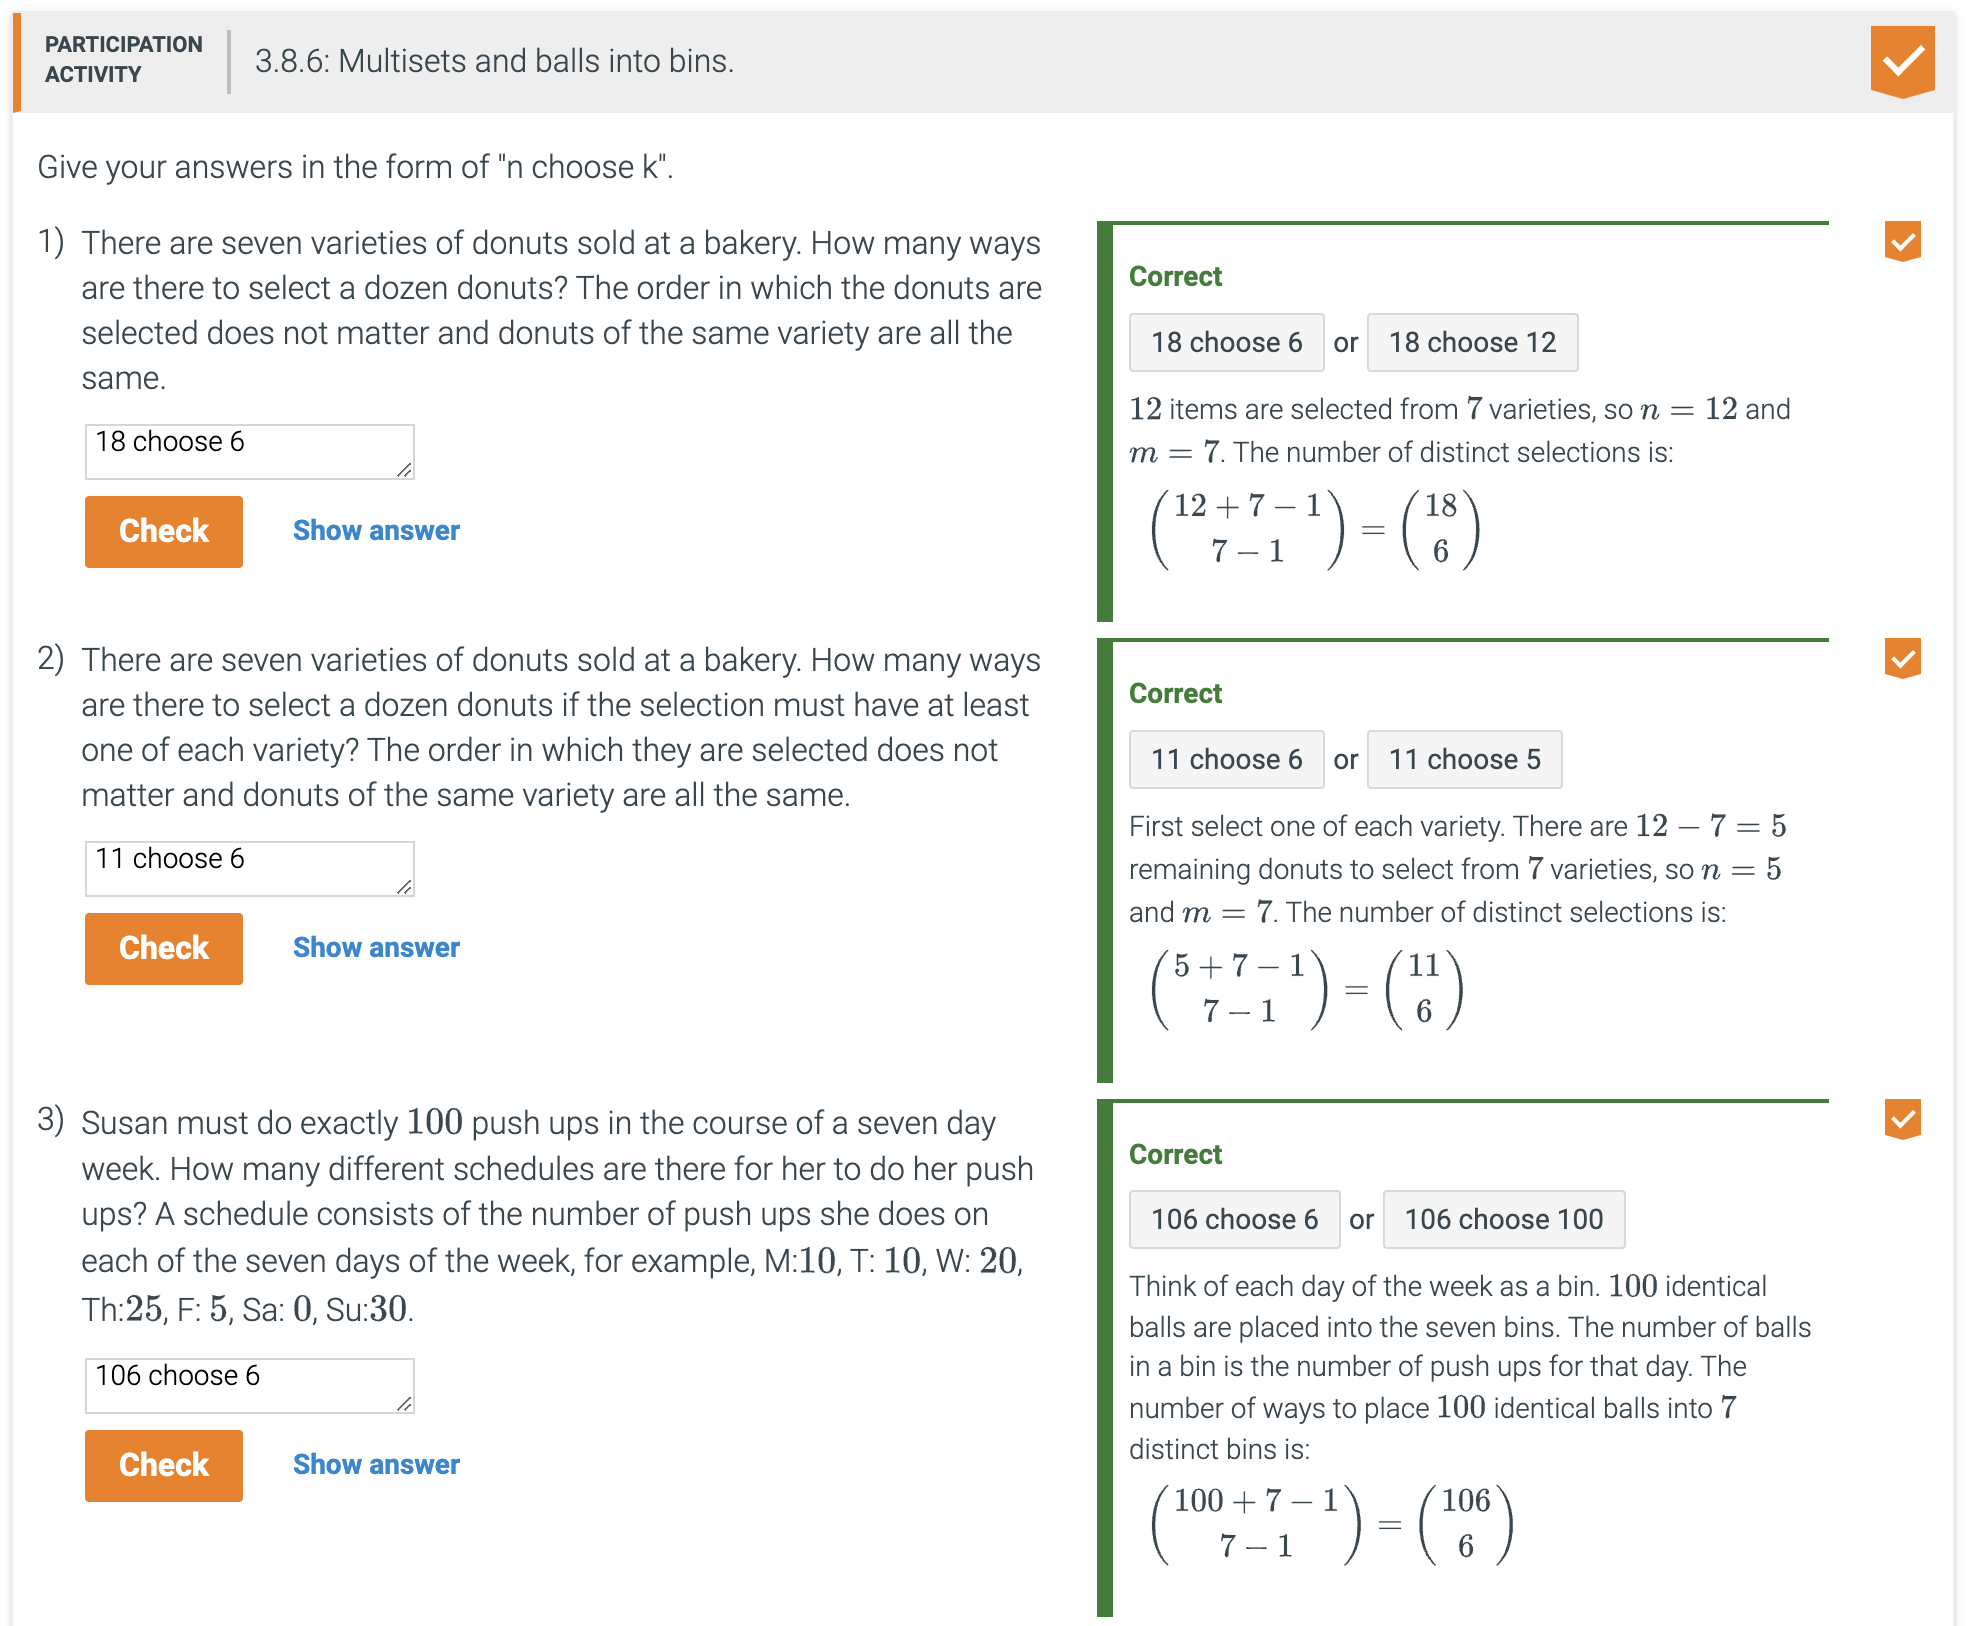 PARTICIPATION
ACTIVITY
3.8.6: Multisets and balls into bins.
Give your answers in the form of "n choose k".
1) There are seven varieties of donuts sold at a bakery. How many ways
are there to select a dozen donuts? The order in which the donuts are
selected does not matter and donuts of the same variety are all the
same.
18 choose 6
Check Show answer
Correct
18 choose 6 or 18 choose 12
12 items are selected from 7 varieties, so n = 12 and
m = 7. The number of distinct selections is:
(12 + 7 − 1
7 − 1) = (18
6)
2) There are seven varieties of donuts sold at a bakery. How many ways
are there to select a dozen donuts if the selection must have at least
one of each variety? The order in which they are selected does not
matter and donuts of the same variety are all the same.
11 choose 6
Check Show answer
Correct
11 choose 6 or 11 choose 5
First select one of each variety. There are 12 − 7 = 5
remaining donuts to select from 7 varieties, so n = 5
and m = 7. The number of distinct selections is:
(5 + 7 − 1
7 − 1) = (11
6)
3) Susan must do exactly 100 push ups in the course of a seven day
week. How many different schedules are there for her to do her push
ups? A schedule consists of the number of push ups she does on
each of the seven days of the week, for example, M:10, T: 10, W: 20,
Th:25, F: 5, Sa: 0, Su:30.
106 choose 6
Check Show answer
Correct
106 choose 6 or 106 choose 100
Think of each day of the week as a bin. 100 identical
balls are placed into the seven bins. The number of balls
in a bin is the number of push ups for that day. The
number of ways to place 100 identical balls into 7
distinct bins is:
(100 + 7 − 1
7 − 1) = (106
6)